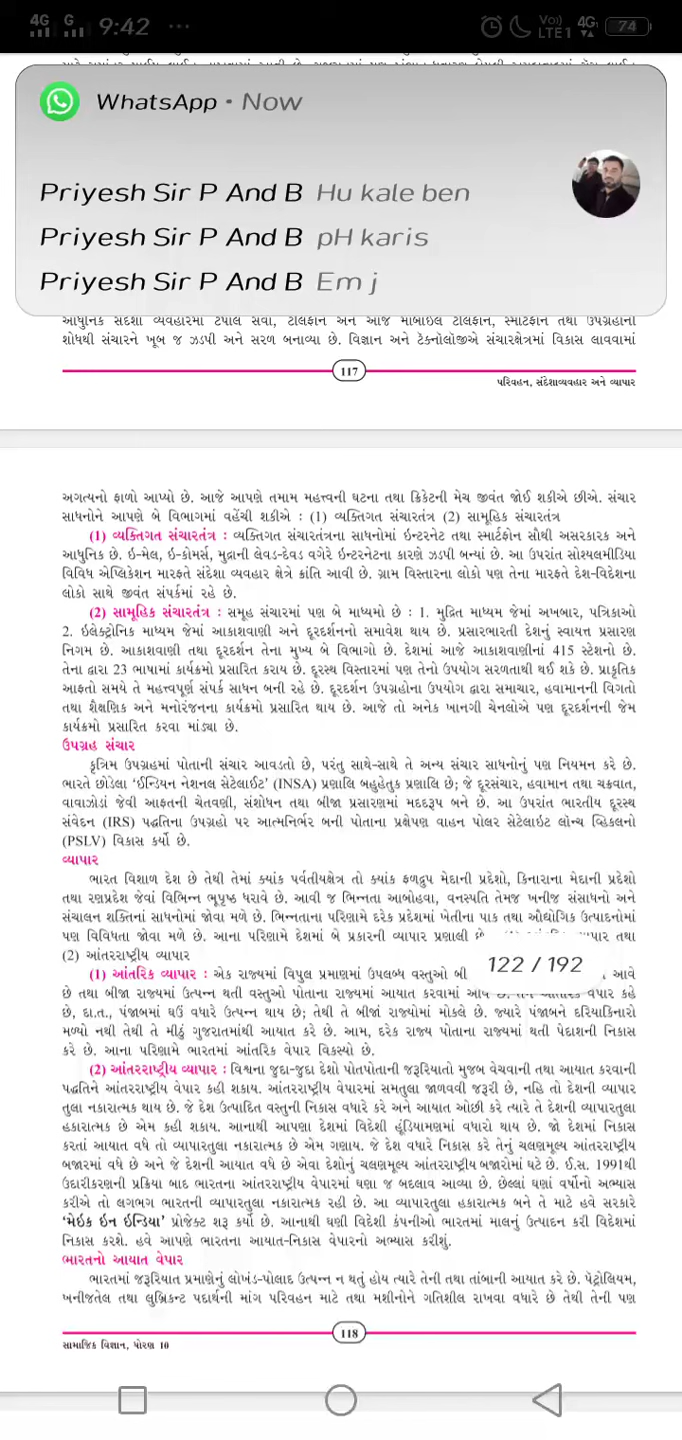 4G G 9:42 ...
Vo) LTE1 4G 74
WhatsApp • Now
Priyesh Sir P And B Hu kale ben
Priyesh Sir P And B pH karis
Priyesh Sir P And B Em j
આધુનિક સંદેશા વ્યવહારમાં ટપાલ સેવા, ટેલિફોન અને આજે મોબાઇલ ટેલિફોન, સ્માર્ટફોન તથા ઉપગ્રહોની
શોધથી સંચારને ખૂબ જ ઝડપી અને સરળ બનાવ્યા છે. વિજ્ઞાન અને ટેક્નોલૉજીએ સંચારક્ષેત્રમાં વિકાસ લાવવામાં
117
પરિવહન, સંદેશાવ્યવહાર અને વ્યાપાર
અગત્યનો ફાળો આપ્યો છે. આજે આપણે તમામ મહત્ત્વની ઘટના તથા ક્રિકેટની મેચ જીવંત જોઈ શકીએ છીએ. સંચાર
સાધનોને આપણે બે વિભાગમાં વહેંચી શકીએ : (1) વ્યક્તિગત સંચારતંત્ર (2) સામૂહિક સંચારતંત્ર
(1) વ્યક્તિગત સંચારતંત્ર : વ્યક્તિગત સંચારતંત્રના સાધનોમાં ઇન્ટરનેટ તથા સ્માર્ટફોન સૌથી અસરકારક અને
આધુનિક છે. ઇ-મેલ, ઇ-કોમર્સ, મુદ્રાની લેવડ-દેવડ વગેરે ઇન્ટરનેટના કારણે ઝડપી બન્યાં છે. આ ઉપરાંત સોશ્યલમીડિયા
વિવિધ એપ્લિકેશન મારફતે સંદેશા વ્યવહાર ક્ષેત્રે ક્રાંતિ આવી છે. ગ્રામ વિસ્તારના લોકો પણ તેના મારફતે દેશ-વિદેશના
લોકો સાથે જીવંત સંપર્કમાં રહે છે.
(2) સામૂહિક સંચારતંત્ર : સમૂહ સંચારમાં પણ બે માધ્યમો છે : 1. મુદ્રિત માધ્યમ જેમાં અખબાર, પત્રિકાઓ
2. ઇલેક્ટ્રોનિક માધ્યમ જેમાં આકાશવાણી અને દૂરદર્શનનો સમાવેશ થાય છે. પ્રસારભારતી દેશનું સ્વાયત્ત પ્રસારણ
નિગમ છે. આકાશવાણી તથા દૂરદર્શન તેના મુખ્ય બે વિભાગો છે. દેશમાં આજે આકાશવાણીનાં 415 સ્ટેશનો છે.
તેના દ્વારા 23 ભાષામાં કાર્યક્રમો પ્રસારિત કરાય છે. દૂરસ્થ વિસ્તારમાં પણ તેનો ઉપયોગ સરળતાથી થઈ શકે છે. પ્રાકૃતિક
આફતો સમયે તે મહત્ત્વપૂર્ણ સંપર્ક સાધન બની રહે છે. દૂરદર્શન ઉપગ્રહોના ઉપયોગ દ્વારા સમાચાર, હવામાનની વિગતો
તથા શૈક્ષણિક અને મનોરંજનના કાર્યક્રમો પ્રસારિત થાય છે. આજે તો અનેક ખાનગી ચેનલોએ પણ દૂરદર્શનની જેમ
કાર્યક્રમો પ્રસારિત કરવા માંડ્યા છે.
ઉપગ્રહ સંચાર
કૃત્રિમ ઉપગ્રહમાં પોતાની સંચાર આવડતો છે, પરંતુ સાથે-સાથે તે અન્ય સંચાર સાધનોનું પણ નિયમન કરે છે.
ભારતે છોડેલા ‘ઈન્ડિયન નેશનલ સેટેલાઈટ’ (INSA) પ્રણાલિ બહુહેતુક પ્રણાલિ છે; જે દૂરસંચાર, હવામાન તથા ચક્રવાત,
વાવાઝોડાં જેવી આફતની ચેતવણી, સંશોધન તથા બીજા પ્રસારણમાં મદદરૂપ બને છે. આ ઉપરાંત ભારતીય દૂરસ્થ
સંવેદન (IRS) પદ્ધતિના ઉપગ્રહો પર આત્મનિર્ભર બની પોતાના પ્રક્ષેપણ વાહન પોલર સેટેલાઇટ લૉન્ચ વ્હિકલનો
(PSLV) વિકાસ કર્યો છે.
વ્યાપાર
ભારત વિશાળ દેશ છે તેથી તેમાં ક્યાંક પર્વતીયક્ષેત્ર તો ક્યાંક ફળદ્રુપ મેદાની પ્રદેશો, કિનારાના મેદાની પ્રદેશો
તથા રણપ્રદેશ જેવાં વિભિન્ન ભૂપૃષ્ઠ ધરાવે છે. આવી જ ભિન્નતા આબોહવા, વનસ્પતિ તેમજ ખનીજ સંસાધનો અને
સંચાલન શક્તિનાં સાધનોમાં જોવા મળે છે. ભિન્નતાના પરિણામે દરેક પ્રદેશમાં ખેતીના પાક તથા ઔદ્યોગિક ઉત્પાદનોમાં
પણ વિવિધતા જોવા મળે છે. આના પરિણામે દેશમાં બે પ્રકારની વ્યાપાર પ્રણાલી છે. વ્યાપાર તથા
(2) આંતરરાષ્ટ્રીય વ્યાપાર
122 / 192
(1) આંતરિક વ્યાપાર : એક રાજ્યમાં વિપુલ પ્રમાણમાં ઉપલબ્ધ વસ્તુઓ આવે
છે તથા બીજા રાજ્યમાં ઉત્પન્ન થતી વસ્તુઓ પોતાના રાજ્યમાં આયાત કરવામાં વેપાર કહે
છે, દા.ત., પંજાબમાં ઘઉં વધારે ઉત્પન્ન થાય છે; તેથી તે બીજાં રાજ્યોમાં મોકલે છે. જ્યારે પંજાબને દરિયાકિનારો
મળ્યો નથી તેથી તે મીઠું ગુજરાતમાંથી આયાત કરે છે. આમ, દરેક રાજ્ય પોતાના રાજ્યમાં થતી પેદાશની નિકાસ
કરે છે. આના પરિણામે ભારતમાં આંતરિક વેપાર વિકસ્યો છે.
(2) આંતરરાષ્ટ્રીય વ્યાપાર : વિશ્વના જુદા-જુદા દેશો પોતપોતાની જરૂરિયાતો મુજબ વેચવાની તથા આયાત કરવાની
પદ્ધતિને આંતરરાષ્ટ્રીય વેપાર કહી શકાય. આંતરરાષ્ટ્રીય વેપારમાં સમતુલા જાળવવી જરૂરી છે, નહિ તો દેશની વ્યાપાર
તુલા નકારાત્મક થાય છે. જે દેશ ઉત્પાદિત વસ્તુની નિકાસ વધારે કરે અને આયાત ઓછી કરે ત્યારે તે દેશની વ્યાપારતુલા
હકારાત્મક છે એમ કહી શકાય. આનાથી આપણા દેશમાં વિદેશી હૂંડિયામણમાં વધારો થાય છે. જો દેશમાં નિકાસ
કરતાં આયાત વધે તો વ્યાપારતુલા નકારાત્મક છે એમ ગણાય. જે દેશ વધારે નિકાસ કરે તેનું ચલણમૂલ્ય આંતરરાષ્ટ્રીય
બજારમાં વધે છે અને જે દેશની આયાત વધે છે એવા દેશોનું ચલણમૂલ્ય આંતરરાષ્ટ્રીય બજારોમાં ઘટે છે. ઈ.સ. 1991થી
ઉદારીકરણની પ્રક્રિયા બાદ ભારતના આંતરરાષ્ટ્રીય વેપારમાં ઘણા જ બદલાવ આવ્યા છે. છેલ્લાં ઘણાં વર્ષોનો અભ્યાસ
કરીએ તો લગભગ ભારતની વ્યાપારતુલા નકારાત્મક રહી છે. આ વ્યાપારતુલા હકારાત્મક બને તે માટે હવે સરકારે
‘મેઇક ઇન ઇન્ડિયા’ પ્રોજેક્ટ શરૂ કર્યો છે. આનાથી ઘણી વિદેશી કંપનીઓ ભારતમાં માલનું ઉત્પાદન કરી વિદેશમાં
નિકાસ કરશે. હવે આપણે ભારતના આયાત-નિકાસ વેપારનો અભ્યાસ કરીશું.
ભારતનો આયાત વેપાર
ભારતમાં જરૂરિયાત પ્રમાણેનું લોખંડ-પોલાદ ઉત્પન્ન ન થતું હોય ત્યારે તેની તથા તાંબાની આયાત કરે છે. પેટ્રોલિયમ,
ખનીજતેલ તથા લુબ્રિકન્ટ પદાર્થની માંગ પરિવહન માટે તથા મશીનોને ગતિશીલ રાખવા વધારે છે તેથી તેની પણ
118
સામાજિક વિજ્ઞાન, ધોરણ 10